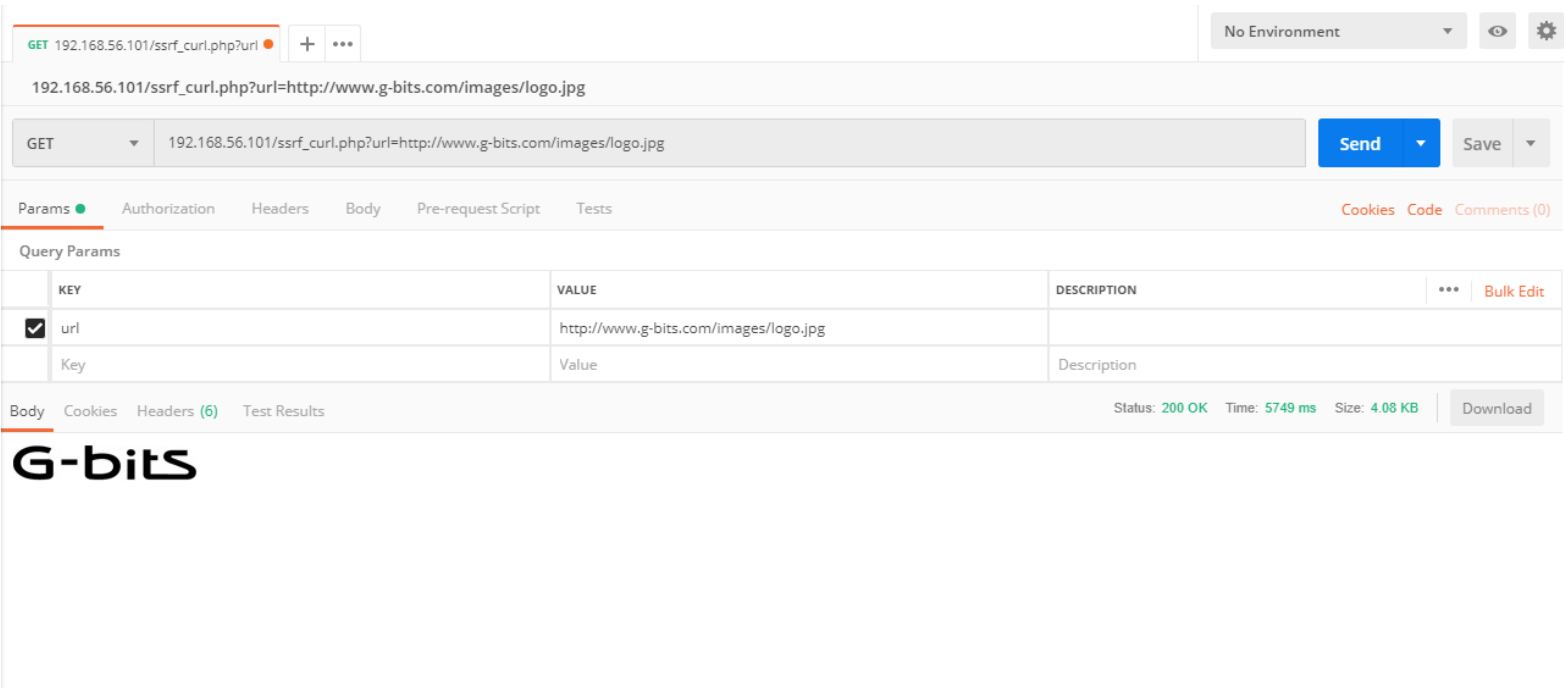 GET 192.168.56.101/ssrf_curl.php?url No Environment
192.168.56.101/ssrf_curl.php?url=http://www.g-bits.com/images/logo.jpg
GET 192.168.56.101/ssrf_curl.php?url=http://www.g-bits.com/images/logo.jpg Send Save
Params Authorization Headers Body Pre-request Script Tests Cookies Code Comments (0)
Query Params
KEY VALUE DESCRIPTION Bulk Edit
url http://www.g-bits.com/images/logo.jpg
Key Value Description
Body Cookies Headers (6) Test Results Status: 200 OK Time: 5749 ms Size: 4.08 KB Download
G-bits